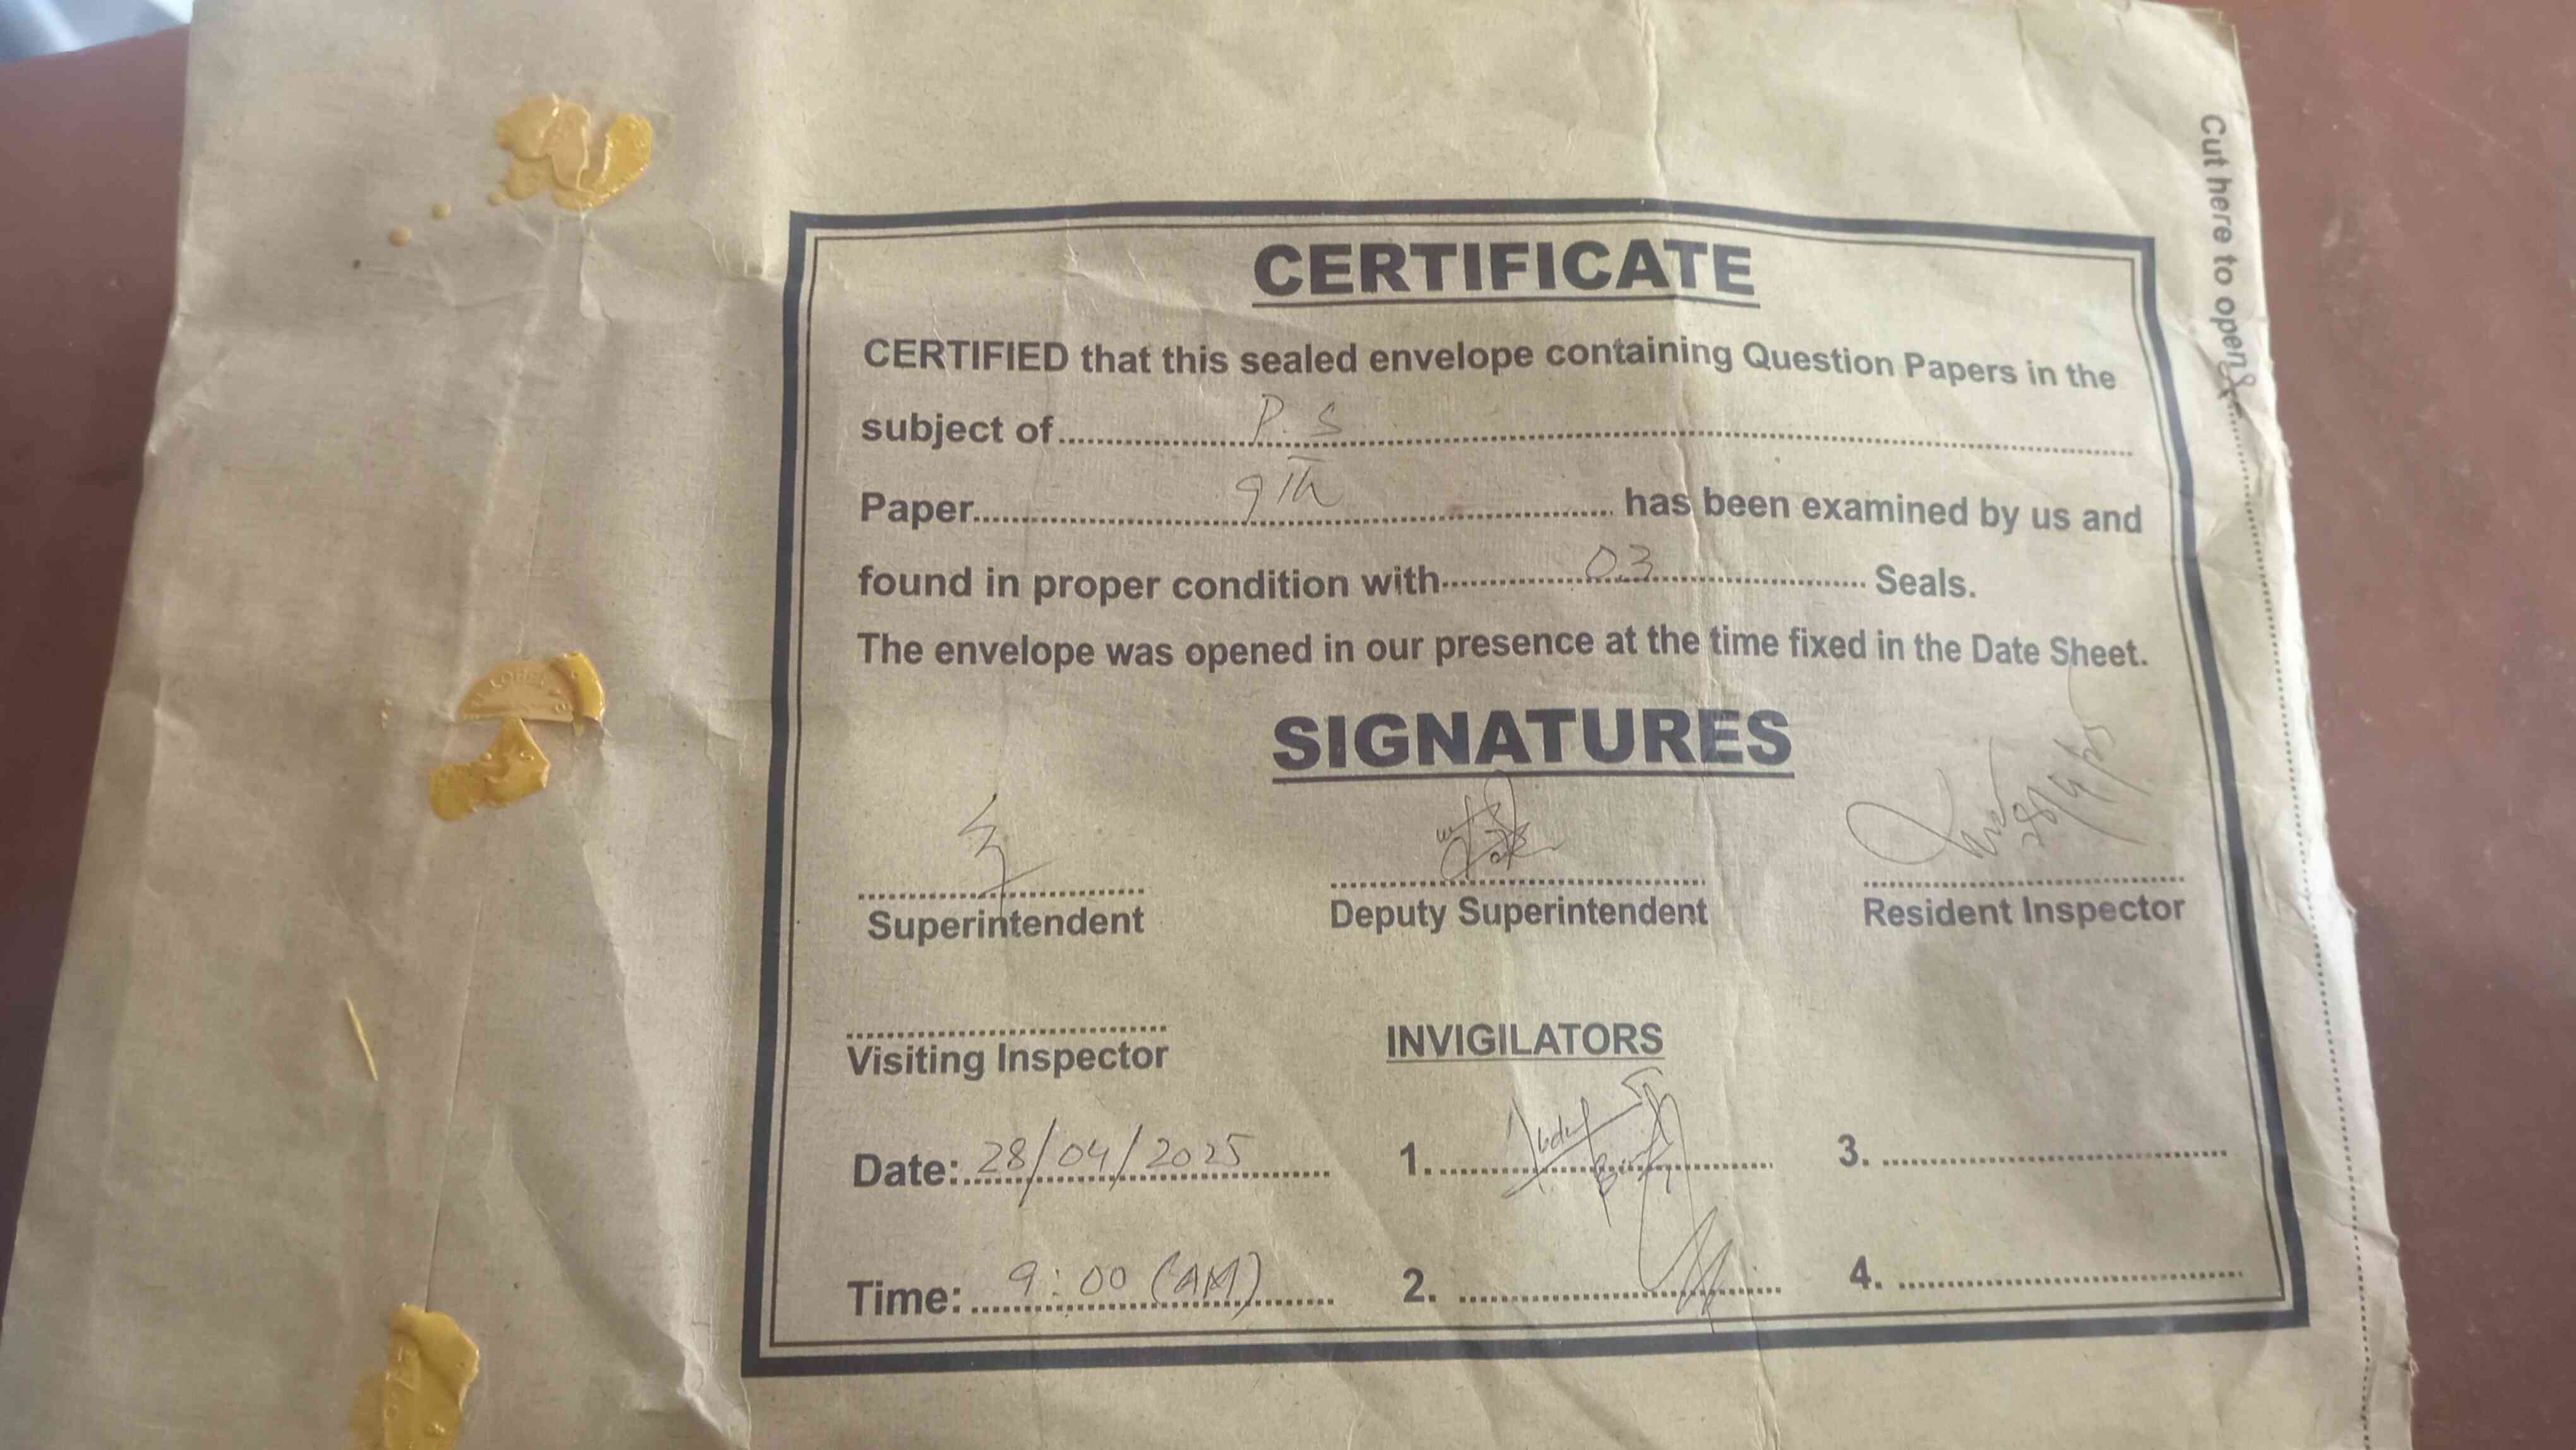 Cut here to open
CERTIFICATE
CERTIFIED that this sealed envelope containing Question Papers in the
subject of P.S
Paper 9th has been examined by us and
found in proper condition with 03 Seals.
The envelope was opened in our presence at the time fixed in the Date Sheet.
SIGNATURES
28/4/25
Superintendent Deputy Superintendent Resident Inspector
Visiting Inspector INVIGILATORS
Date: 28/04/2025 1. 3.
Time: 9:00 (AM) 2. 4.